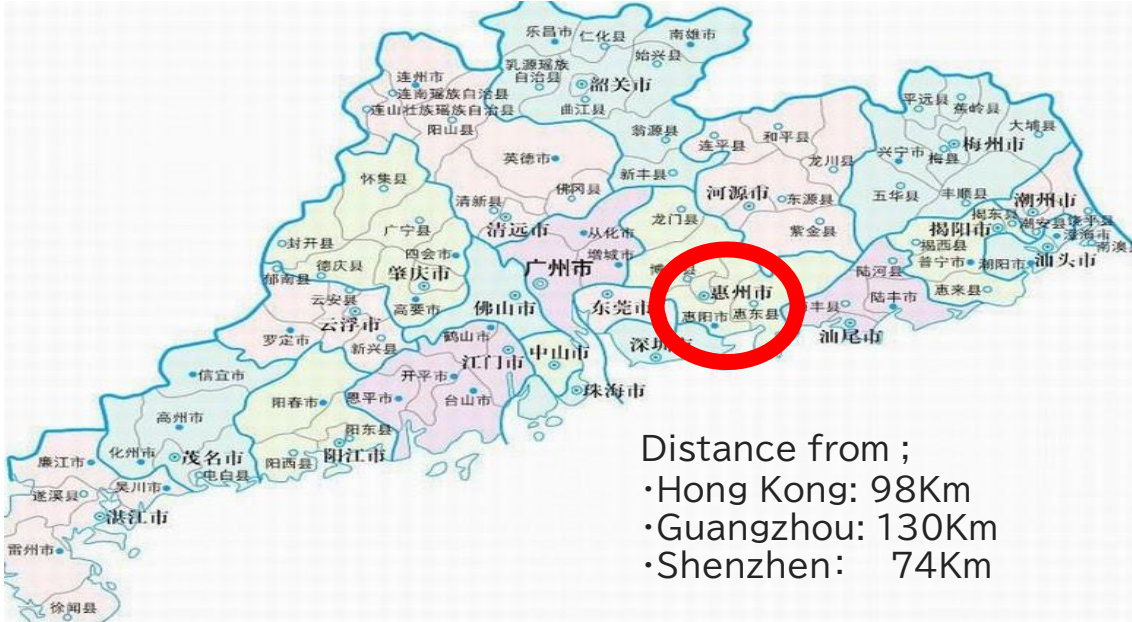 乐昌市
仁化县
南雄市
乳源瑶族
自治县
始兴县
韶关市
曲江县
连州市
连南瑶族自治县
连山壮族瑶族自治县
阳山县
翁源县
新丰县
英德市
佛冈县
清新县
清远市
连平县
和平县
龙川县
河源市
东源县
紫金县
平远县
蕉岭县
大埔县
兴宁市
梅县
梅州市
五华县
丰顺县
潮州市
揭东县
潮安县
饶平县
揭阳市
澄海市
南澳县
揭西县
普宁市
潮阳市
汕头市
惠来县
怀集县
广宁县
封开县
四会市
德庆县
肇庆市
郁南县
高要市
云安县
云浮市
罗定市
新兴县
从化市
增城市
广州市
龙门县
惠州市
惠阳市
惠东县
陆河县
陆丰市
汕尾市
佛山市
东莞市
深圳市
鹤山市
江门市
中山市
珠海市
开平市
恩平市
台山市
信宜市
高州市
化州市
茂名市
电白县
阳春市
阳东县
阳西县
阳江市
廉江市
吴川市
遂溪县
湛江市
雷州市
徐闻县
Distance from ;
·Hong Kong: 98Km
·Guangzhou: 130Km
·Shenzhen: 74Km